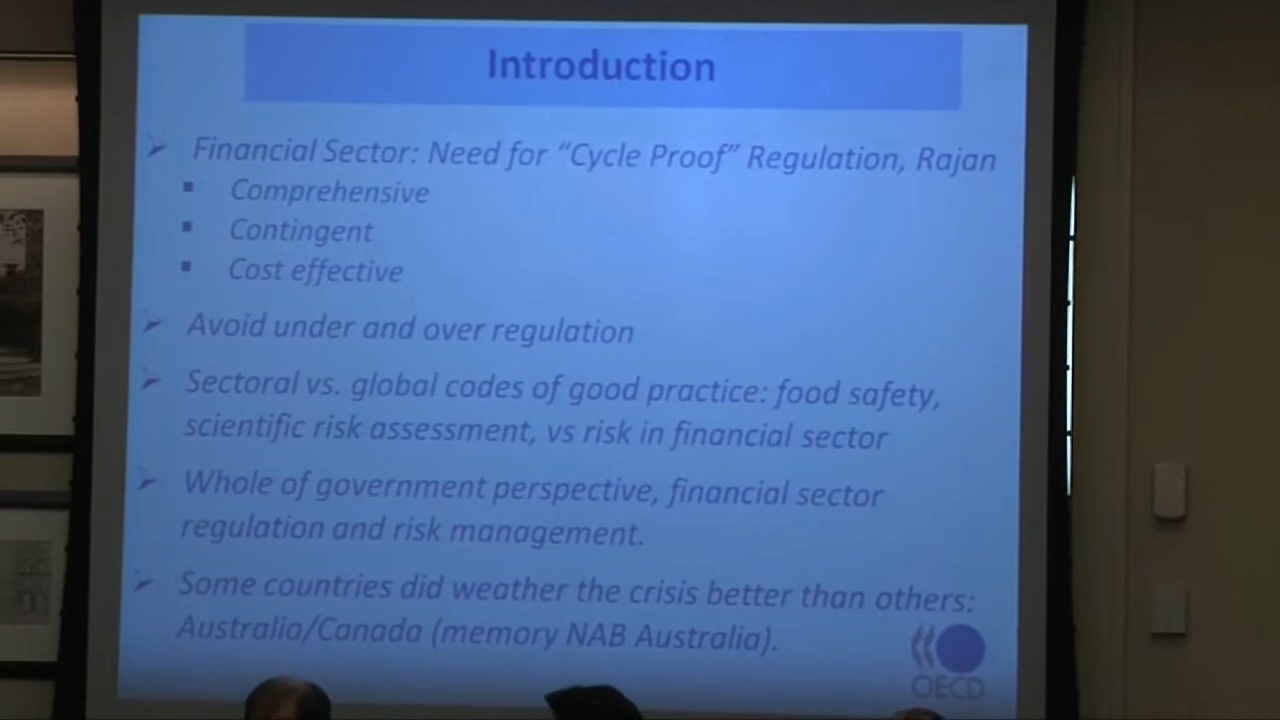 Introduction
Financial Sector: Need for “Cycle Proof” Regulation, Rajan
Comprehensive
Contingent
Cost effective
Avoid under and over regulation
Sectoral vs. global codes of good practice: food safety,
scientific risk assessment, vs risk in financial sector
Whole of government perspective, financial sector
regulation and risk management.
Some countries did weather the crisis better than others:
Australia/Canada (memory NAB Australia).
OECD